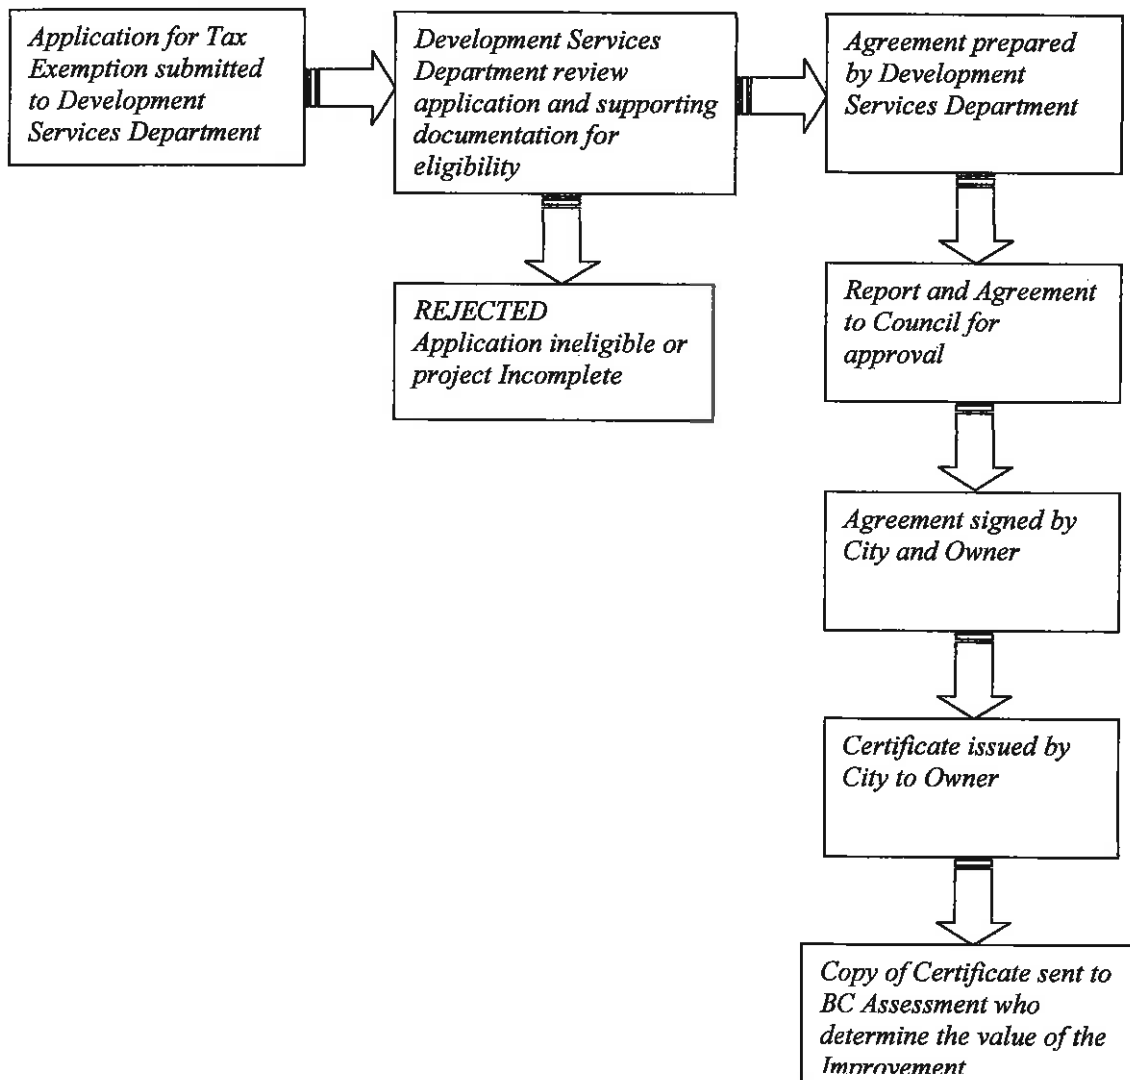 Application for Tax
Exemption submitted
to Development
Services Department
Development Services
Department review
application and supporting
documentation for
eligibility
Agreement prepared
by Development
Services Department
REJECTED
Application ineligible or
project Incomplete
Report and Agreement
to Council for
approval
Agreement signed by
City and Owner
Certificate issued by
City to Owner
Copy of Certificate sent to
BC Assessment who
determine the value of the
Improvement